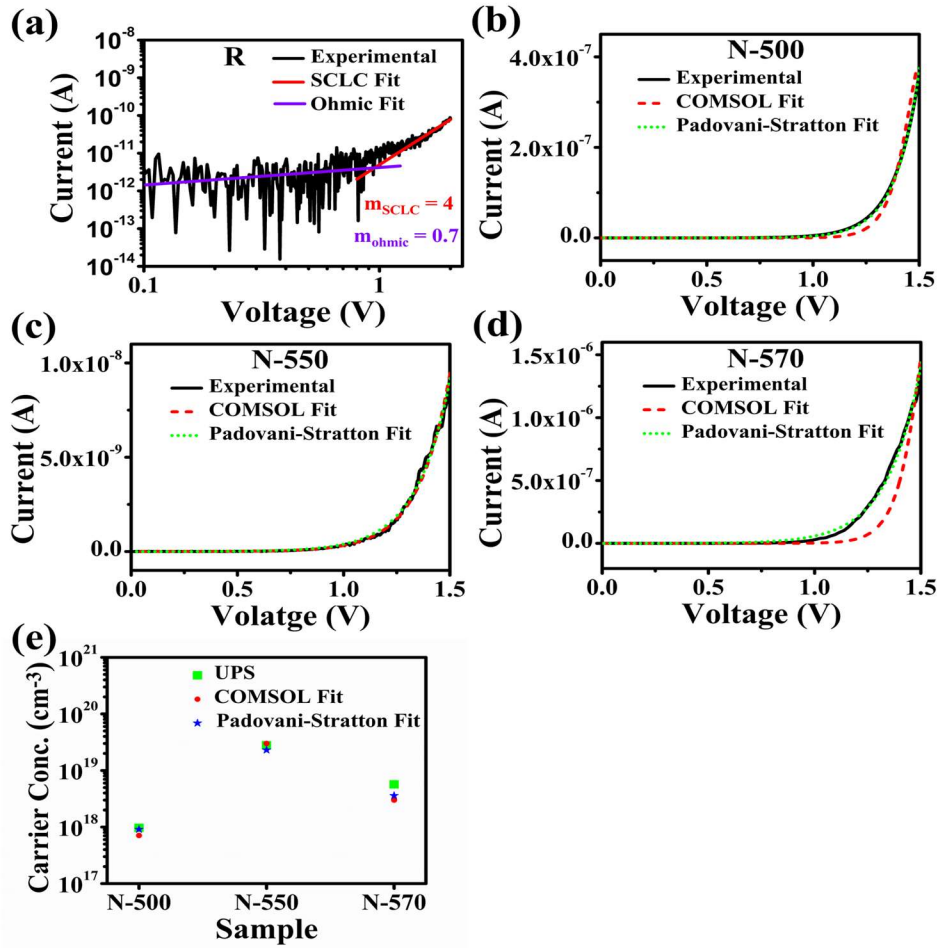 (a)
R
Experimental
SCLC Fit
Ohmic Fit
m_SCLC = 4
m_ohmic = 0.7
10^-8
10^-9
10^-10
10^-11
10^-12
10^-13
10^-14
0.1
1
Current (A)
Voltage (V)
(b)
N-500
Experimental
COMSOL Fit
Padovani-Stratton Fit
4.0x10^-7
2.0x10^-7
0.0
0.0
0.5
1.0
1.5
Current (A)
Voltage (V)
(c)
N-550
Experimental
COMSOL Fit
Padovani-Stratton Fit
1.0x10^-8
5.0x10^-9
0.0
0.0
0.5
1.0
1.5
Current (A)
Volatge (V)
(d)
N-570
Experimental
COMSOL Fit
Padovani-Stratton Fit
1.5x10^-6
1.0x10^-6
5.0x10^-7
0.0
0.0
0.5
1.0
1.5
Current (A)
Voltage (V)
(e)
UPS
COMSOL Fit
Padovani-Stratton Fit
10^21
10^20
10^19
10^18
10^17
N-500
N-550
N-570
Carrier Conc. (cm^-3)
Sample